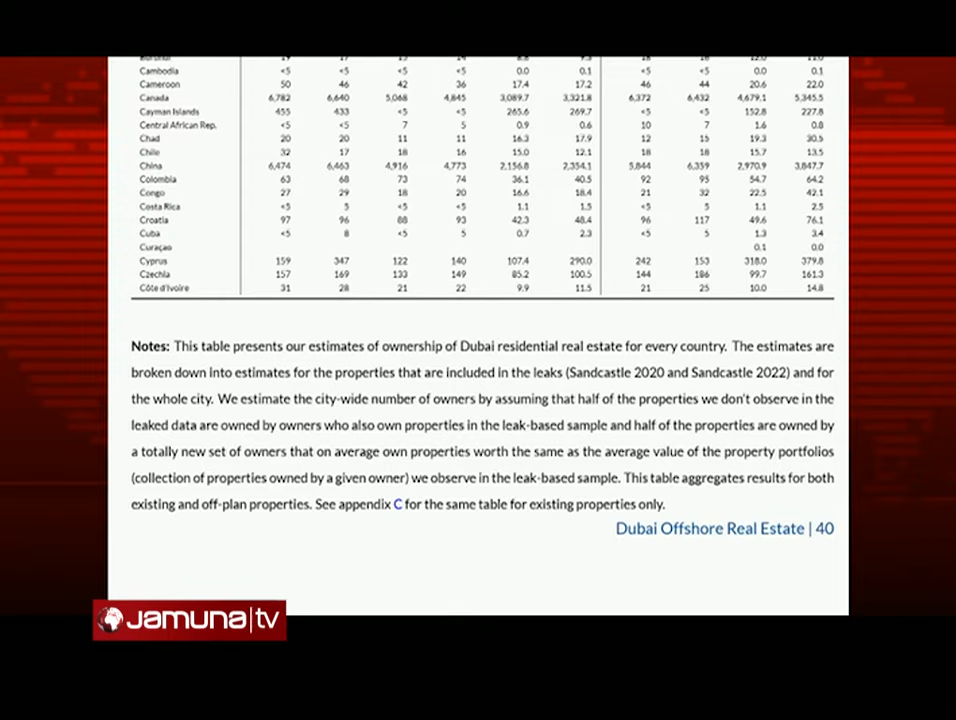 Cambodia <5 <5 <5 <5 0.0 0.1 <5 <5 0.0 0.1
Cameroon 50 46 42 36 17.4 17.2 46 44 20.6 22.0
Canada 6,782 6,640 5,068 4,845 3,089.7 3,321.8 6,372 6,432 4,679.1 5,345.5
Cayman Islands 455 433 <5 <5 265.6 269.7 <5 <5 152.8 227.8
Central African Rep. <5 <5 7 5 0.9 0.6 10 7 1.6 0.8
Chad 20 20 11 11 16.3 17.9 12 15 19.3 30.5
Chile 32 17 18 16 15.0 12.1 18 18 15.7 13.5
China 6,474 6,463 4,916 4,773 2,156.8 2,354.1 5,844 6,359 2,970.9 3,847.7
Colombia 63 68 73 74 36.1 40.5 92 95 54.7 64.2
Congo 27 29 18 20 16.6 18.4 21 32 22.5 42.1
Costa Rica <5 5 <5 <5 1.1 1.5 <5 5 1.1 2.5
Croatia 97 96 88 93 42.3 48.4 96 117 49.6 76.1
Cuba <5 8 <5 5 0.7 2.3 <5 5 1.3 3.4
Curaçao 0.1 0.0
Cyprus 159 347 122 140 107.4 290.0 242 153 318.0 379.8
Czechia 157 169 133 149 85.2 100.5 144 186 99.7 161.3
Côte d'Ivoire 31 28 21 22 9.9 11.5 21 25 10.0 14.8
Notes: This table presents our estimates of ownership of Dubai residential real estate for every country. The estimates are
broken down into estimates for the properties that are included in the leaks (Sandcastle 2020 and Sandcastle 2022) and for
the whole city. We estimate the city-wide number of owners by assuming that half of the properties we don't observe in the
leaked data are owned by owners who also own properties in the leak-based sample and half of the properties are owned by
a totally new set of owners that on average own properties worth the same as the average value of the property portfolios
(collection of properties owned by a given owner) we observe in the leak-based sample. This table aggregates results for both
existing and off-plan properties. See appendix C for the same table for existing properties only.
Dubai Offshore Real Estate | 40
Jamuna|tv